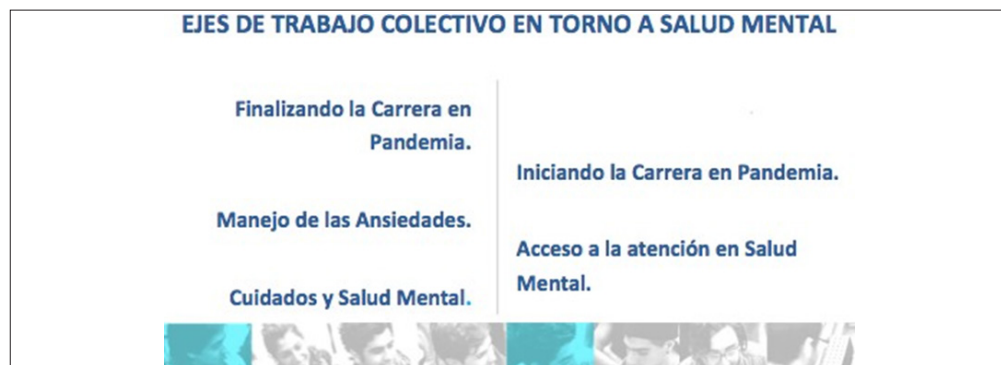 EJES DE TRABAJO COLECTIVO EN TORNO A SALUD MENTAL
Finalizando la Carrera en
Pandemia.
Manejo de las Ansiedades.
Cuidados y Salud Mental.
Iniciando la Carrera en Pandemia.
Acceso a la atención en Salud
Mental.